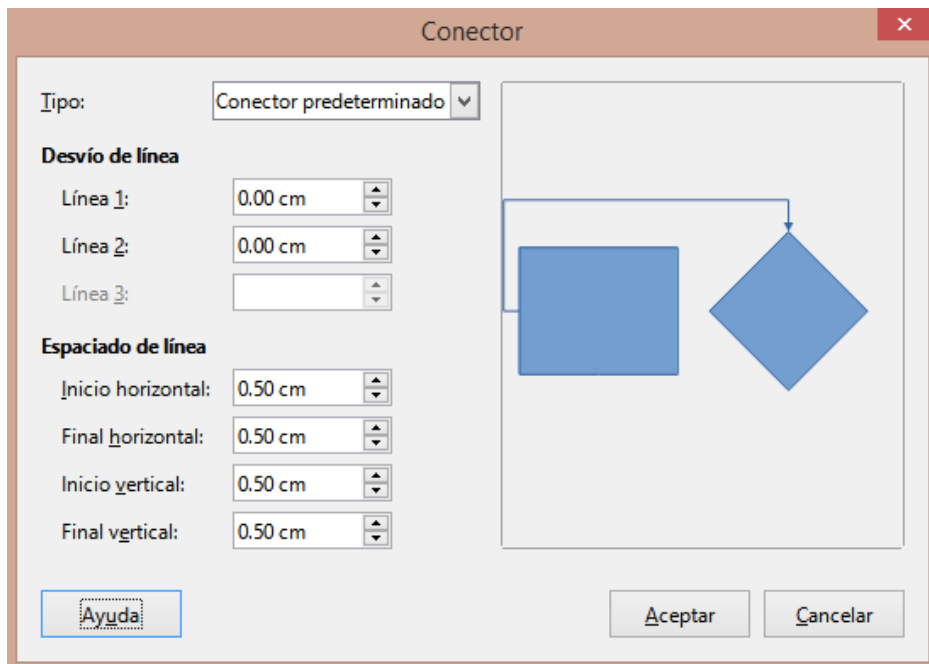 Conector
Tipo: Conector predeterminado
Desvío de línea
Línea 1: 0.00 cm
Línea 2: 0.00 cm
Línea 3:
Espaciado de línea
Inicio horizontal: 0.50 cm
Final horizontal: 0.50 cm
Inicio vertical: 0.50 cm
Final vertical: 0.50 cm
Ayuda Aceptar Cancelar